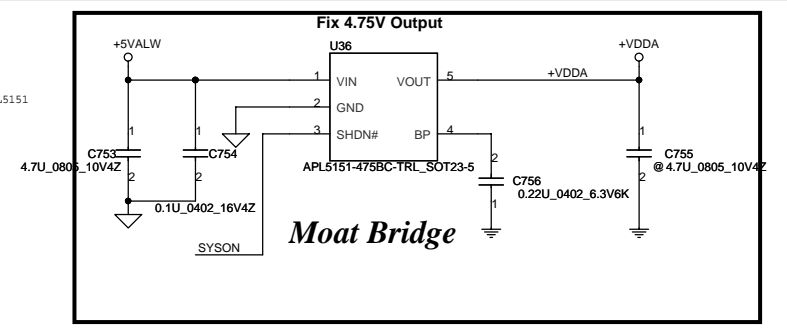 Fix 4.75V Output
+5VALW
U36
+VDDA
1 VIN
VOUT 5
+VDDA
L5151
2 GND
3 SHDN#
BP 4
1
1
2
1
C753
4.7U_0805_10V4Z
C754
APL5151-475BC-TRL_SOT23-5
C755
@ 4.7U_0805_10V4Z
2
2
C756
0.22U_0402_6.3V6K
2
0.1U_0402_16V4Z
1
Moat Bridge
SYSON